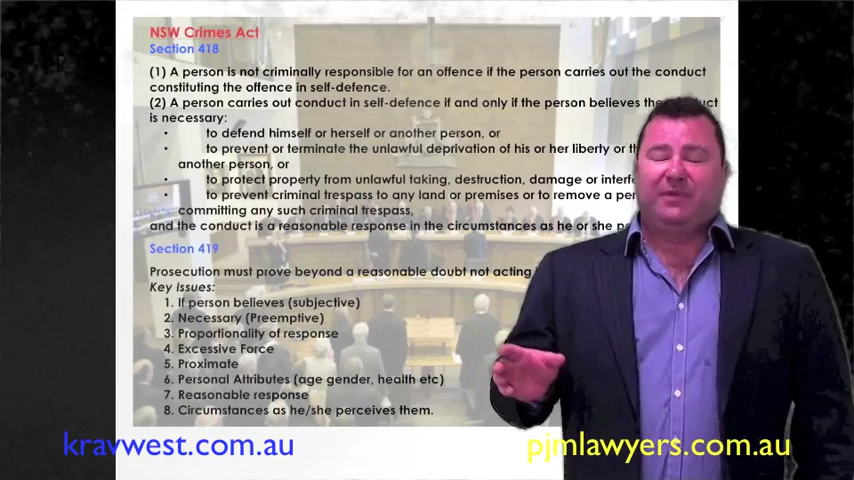 NSW Crimes Act
Section 418
(1) A person is not criminally responsible for an offence if the person carries out the conduct
constituting the offence in self-defence.
(2) A person carries out conduct in self-defence if and only if the person believes the
is necessary:
• to defend himself or herself or another person, or
• to prevent or terminate the unlawful deprivation of his or her liberty or
another person, or
• to protect property from unlawful taking, destruction, damage or
• to prevent criminal trespass to any land or premises or to remove a
committing any such criminal trespass,
and the conduct is a reasonable response in the circumstances as he or she
Section 419
Prosecution must prove beyond a reasonable doubt not acting
Key Issues:
1. If person believes (subjective)
2. Necessary (Preemptive)
3. Proportionality of response
4. Excessive Force
5. Proximate
6. Personal Attributes (age gender, health etc)
7. Reasonable response
8. Circumstances as he/she perceives them.
kravwest.com.au
pjmlawyers.com.au